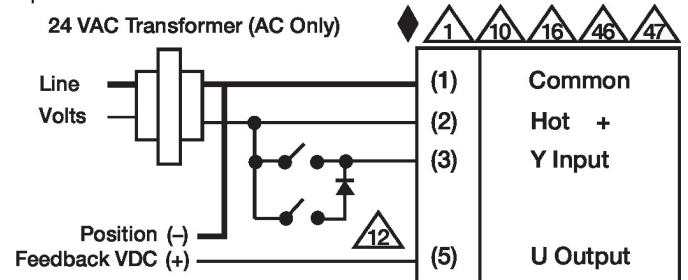 24 VAC Transformer (AC Only)
1 10 16 46 47
Line
Volts
(1) Common
(2) Hot +
(3) Y Input
12
Position (–)
Feedback VDC (+)
(5) U Output